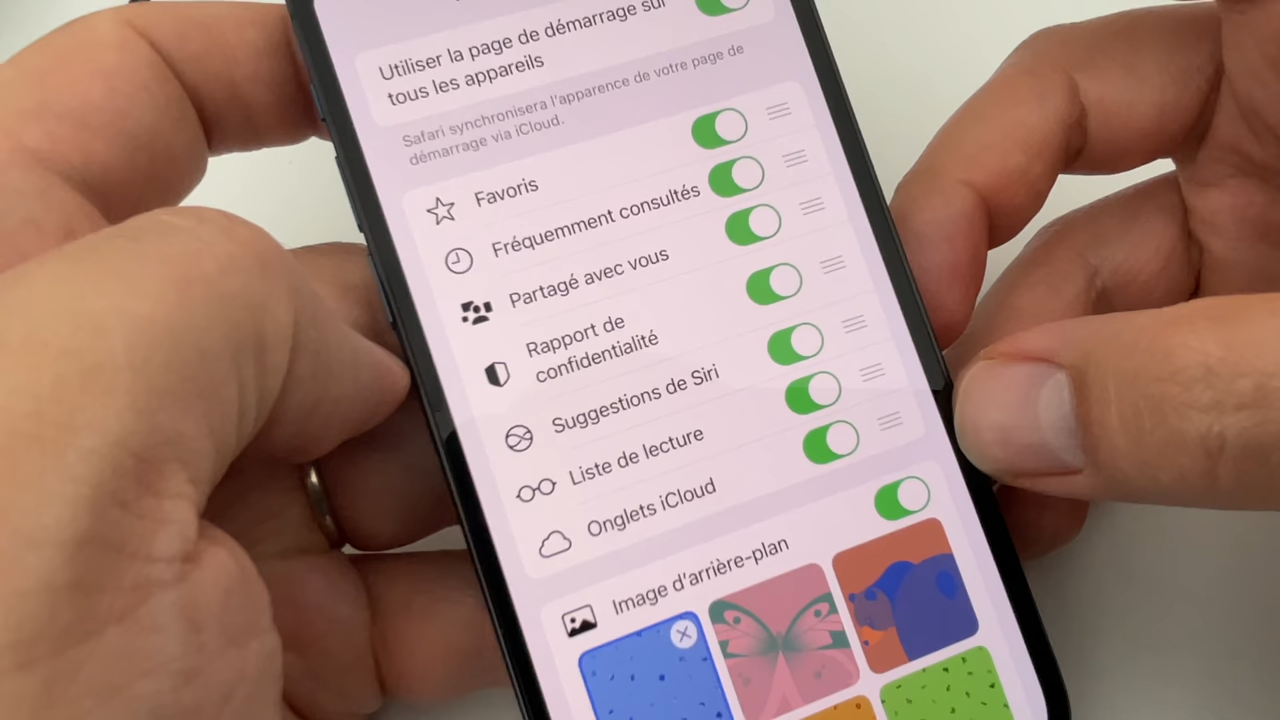 Utiliser la page de démarrage sur
tous les appareils
Safari synchronisera l'apparence de votre page de
démarrage via iCloud.
Favoris
Fréquemment consultés
Partagé avec vous
Rapport de
confidentialité
Suggestions de Siri
Liste de lecture
Onglets iCloud
Image d'arrière-plan